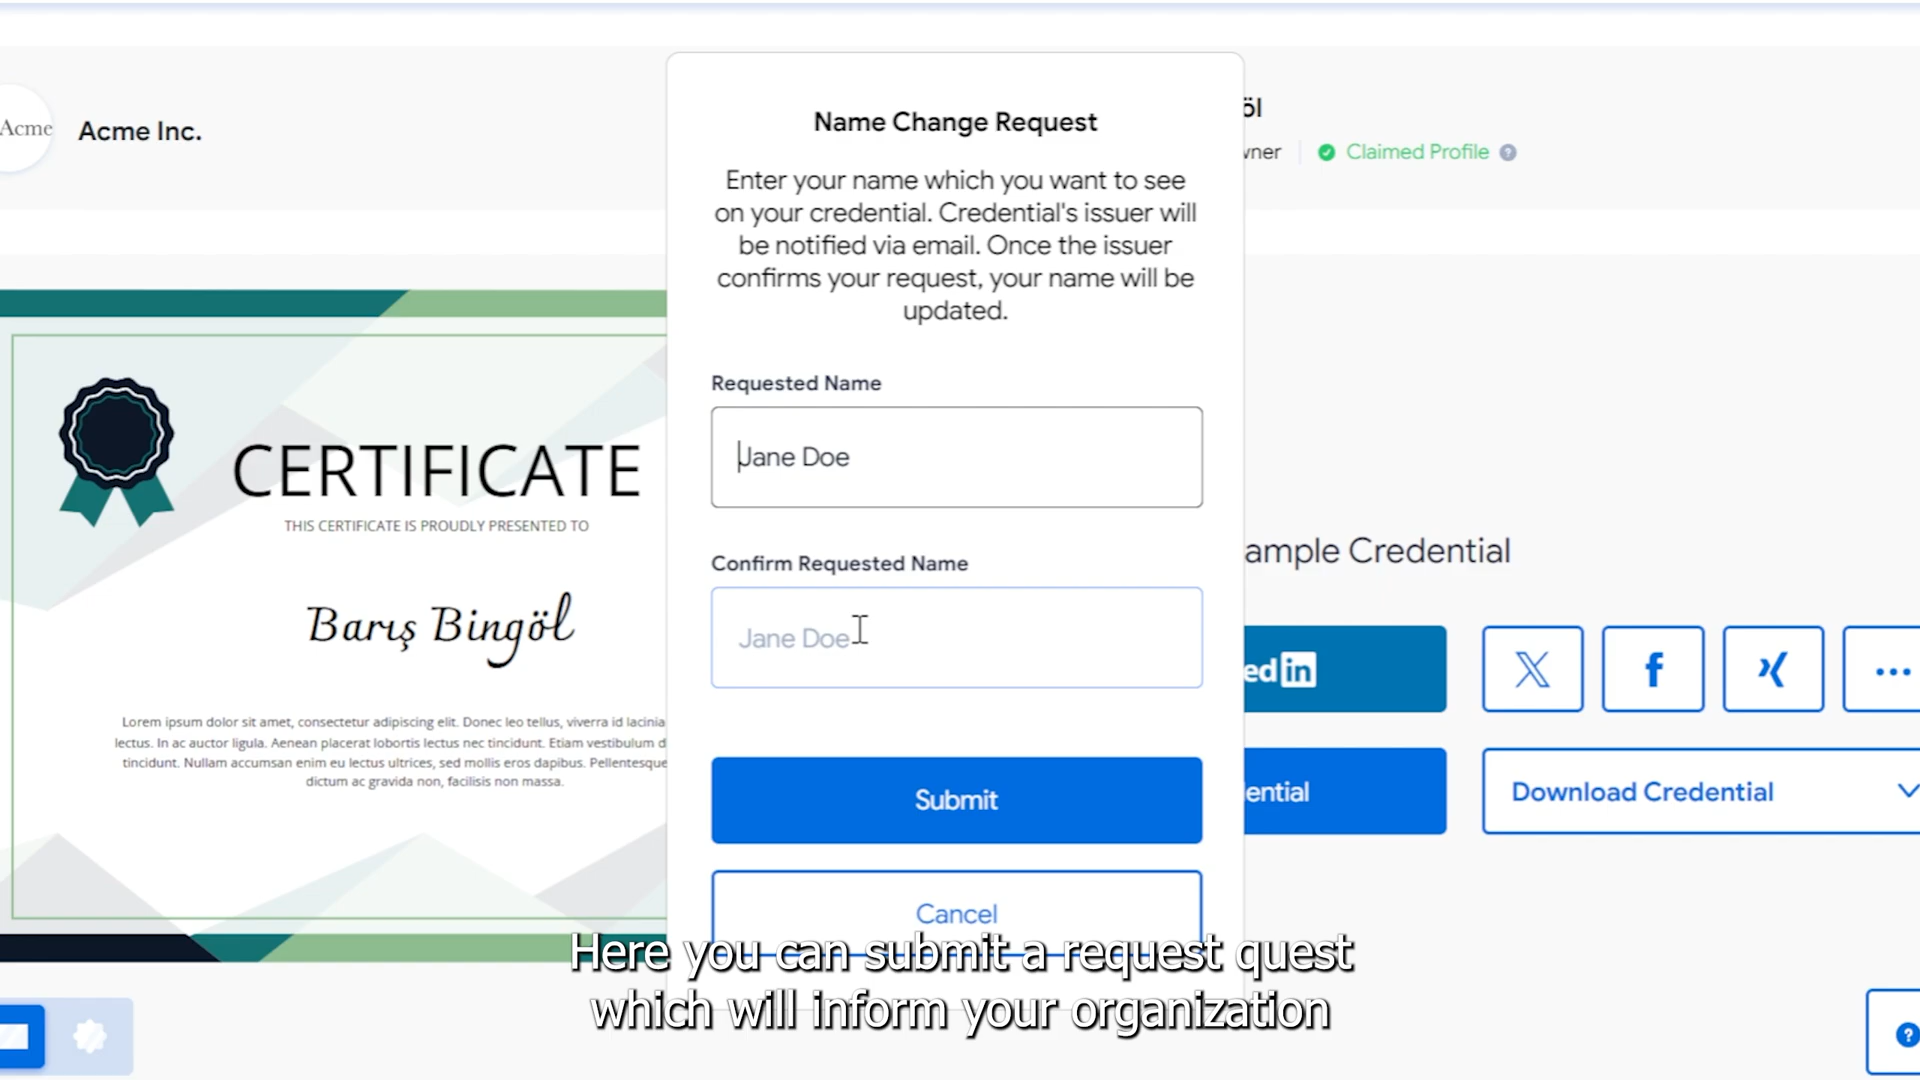 Acme
Acme Inc.
öl
wner
Claimed Profile
Name Change Request
Enter your name which you want to see
on your credential. Credential's issuer will
be notified via email. Once the issuer
confirms your request, your name will be
updated.
Requested Name
Jane Doe
Confirm Requested Name
Jane Doe
Submit
Cancel
CERTIFICATE
THIS CERTIFICATE IS PROUDLY PRESENTED TO
Barış Bingöl
Lorem ipsum dolor sit amet, consectetur adipiscing elit. Donec leo tellus, viverra id lacinia
lectus. In ac auctor ligula. Aenean placerat lobortis lectus nec tincidunt. Etiam vestibulum d
tincidunt. Nullam accumsan enim eu lectus ultrices, sed mollis eros dapibus. Pellentesque
dictum ac gravida non, facilisis non massa.
ample Credential
ed in
X
f
ential
Download Credential
Here you can submit a request quest
which will inform your organization